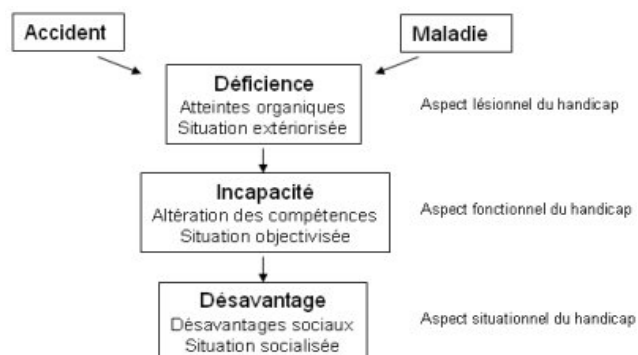 Accident
Maladie
Déficience
Atteintes organiques
Situation extériorisée
Aspect lésionnel du handicap
Incapacité
Altération des compétences
Situation objectivisée
Aspect fonctionnel du handicap
Désavantage
Désavantages sociaux
Situation socialisée
Aspect situationnel du handicap